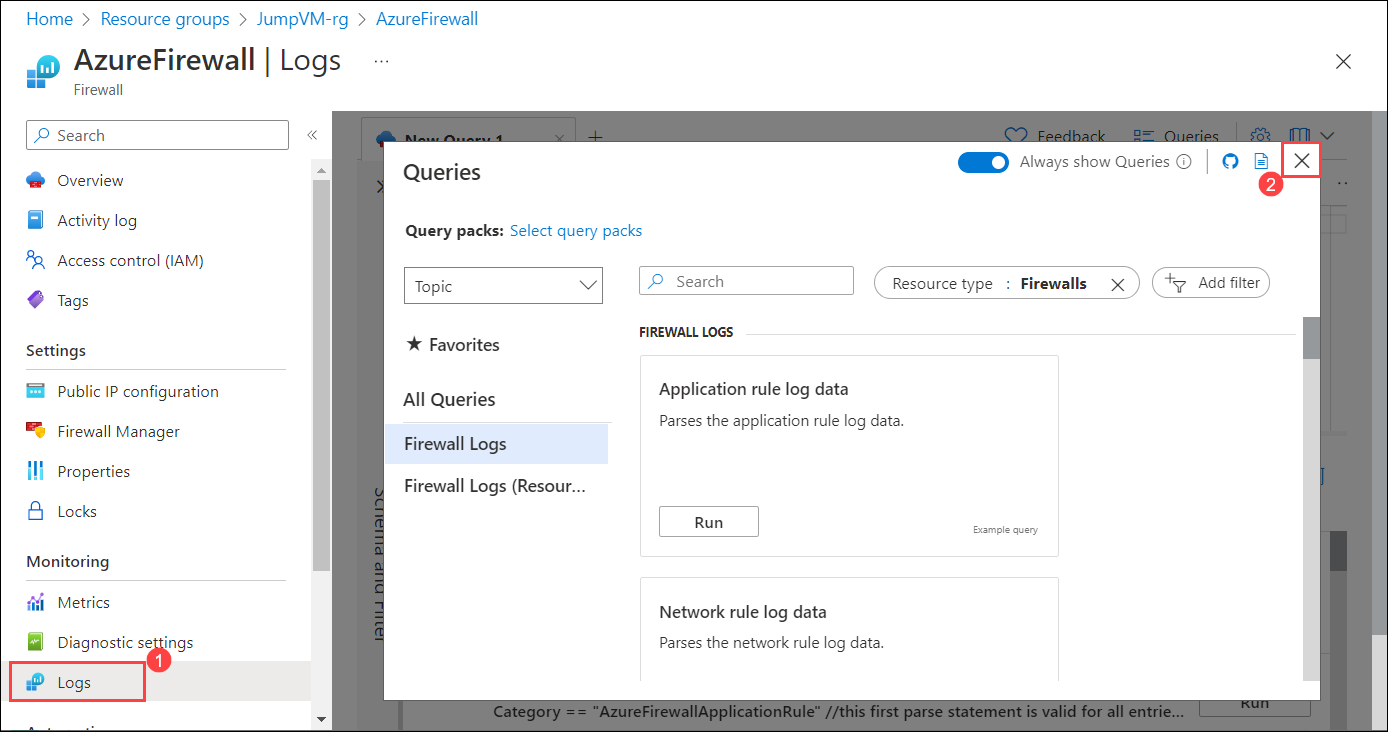 Home > Resource groups > JumpVM-rg > AzureFirewall
AzureFirewall | Logs ...
Firewall
Search «
Overview
Activity log
Access control (IAM)
Tags
Settings
Public IP configuration
Firewall Manager
Properties
Locks
Monitoring
Metrics
Diagnostic settings
1
Logs
New Query 1
Feedback
Queries
Queries
Always show Queries
2
Query packs: Select query packs
Topic
Search
Resource type : Firewalls
Add filter
★ Favorites
All Queries
Firewall Logs
Firewall Logs (Resour...
FIREWALL LOGS
Application rule log data
Parses the application rule log data.
Run
Example query
Network rule log data
Parses the network rule log data.
Schema and Filter
Category == "AzureFirewallApplicationRule" //this first parse statement is valid for all entrie...
Run